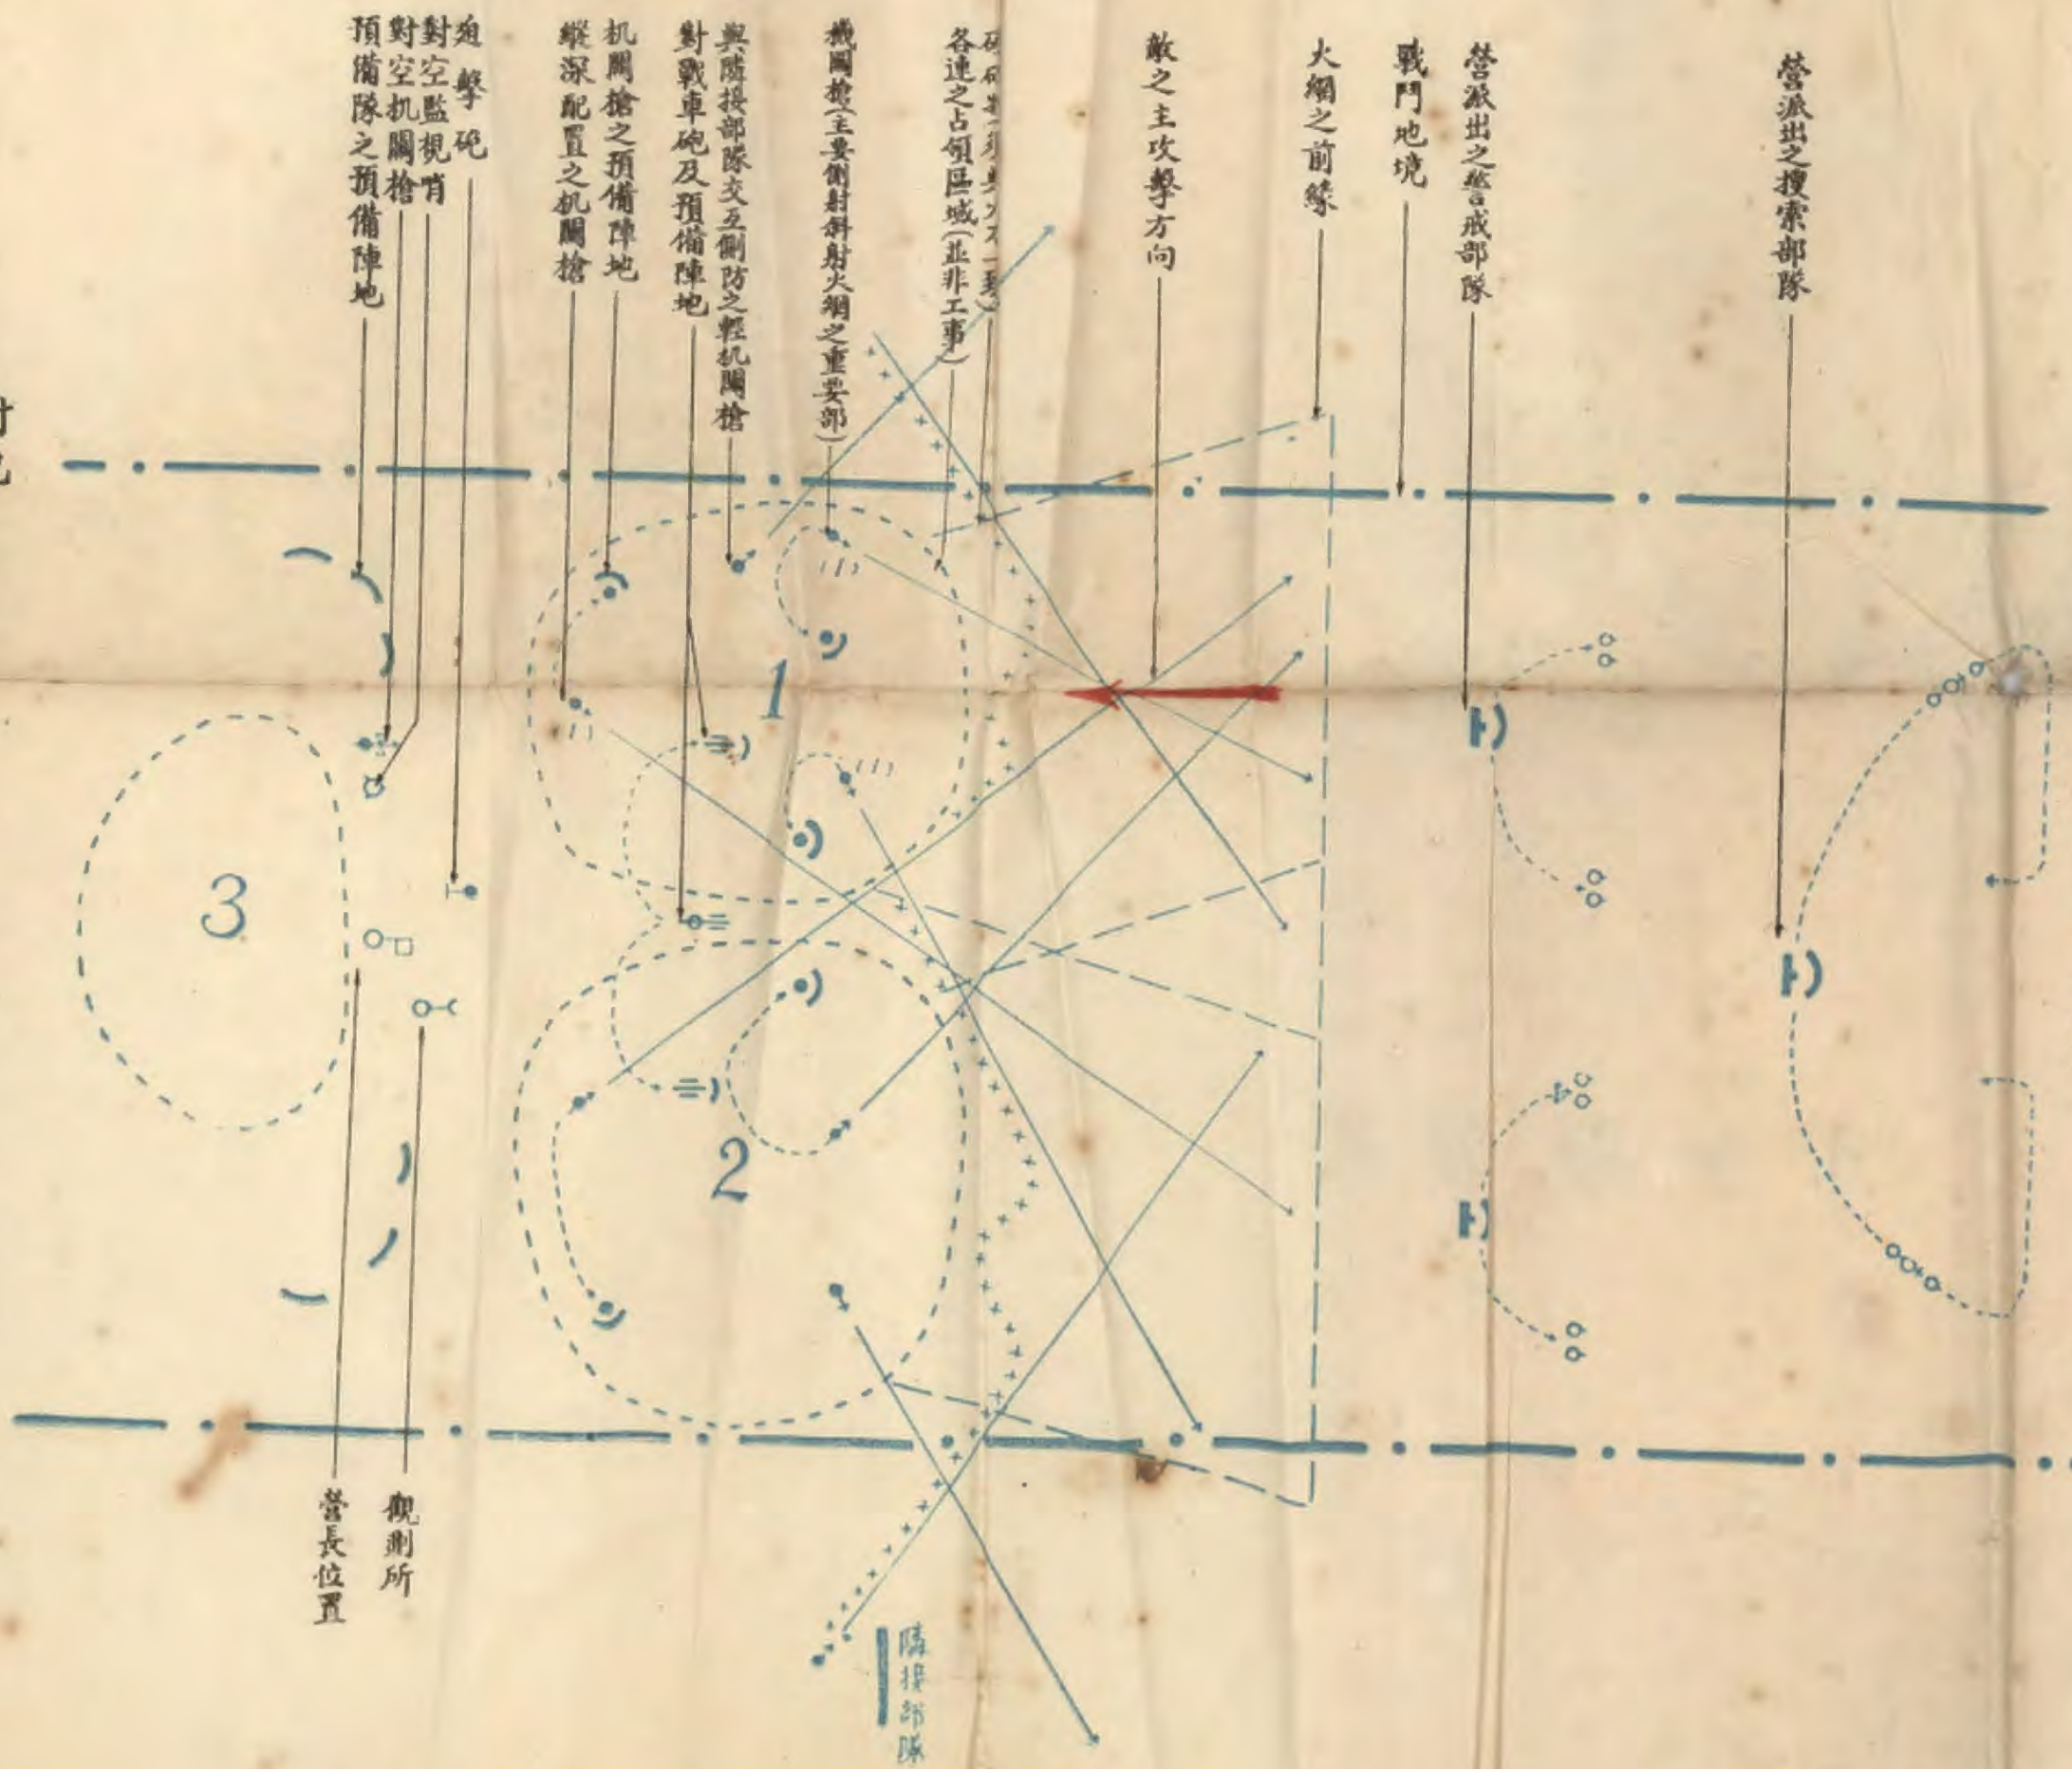 營派出之搜索部隊
營派出之警戒部隊
戰鬥地境
火網之前緣
敵之主攻擊方向
各連之占領區域(並非工事)
機関槍(主要側射斜射火網之重要部)
與隣接部隊交互側防之輕机關槍
對戰車砲及預備陣地
机關槍之預備陣地
縱深配置之机關槍
迫擊砲
對空監視哨
對空机關槍
預備隊之預備陣地
1
2
3
觀測所
營長位置
隣接部隊